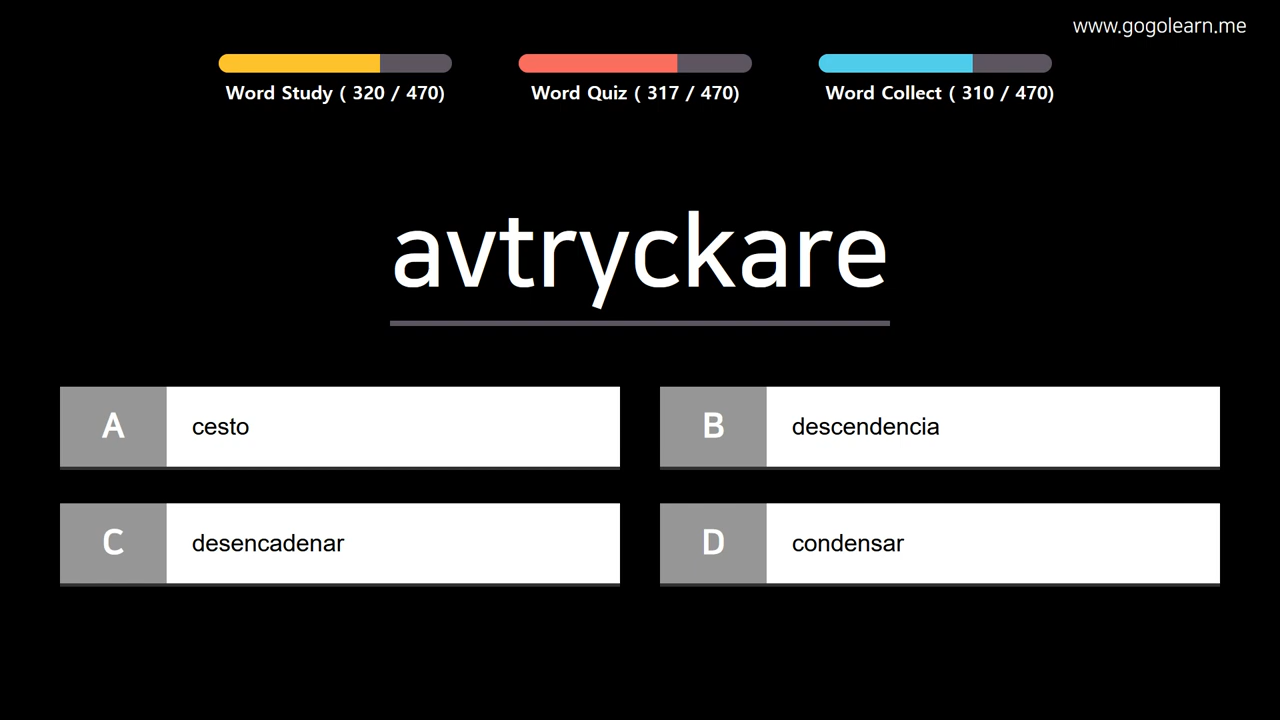 www.gogolearn.me
Word Study ( 320 / 470)
Word Quiz ( 317 / 470)
Word Collect ( 310 / 470)
avtryckare
A cesto
B descendencia
C desencadenar
D condensar